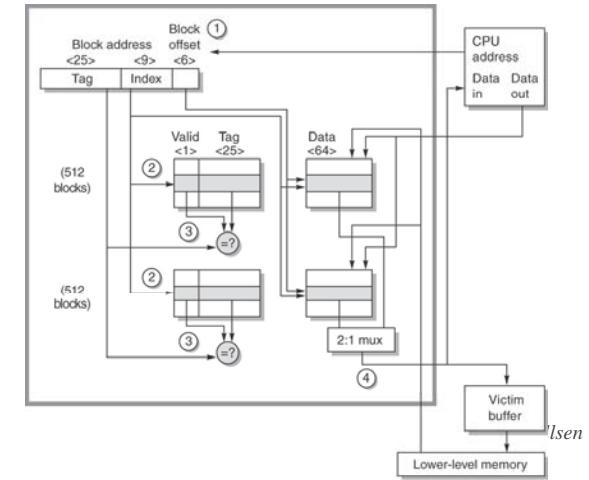 Block address
Block offset
1
<25>
<9>
<6>
Tag
Index
CPU address
Data in
Data out
Valid <1>
Tag <25>
Data <64>
(512 blocks)
2
3
=?
(512 blocks)
2
3
=?
2:1 mux
4
Victim buffer
lsen
Lower-level memory